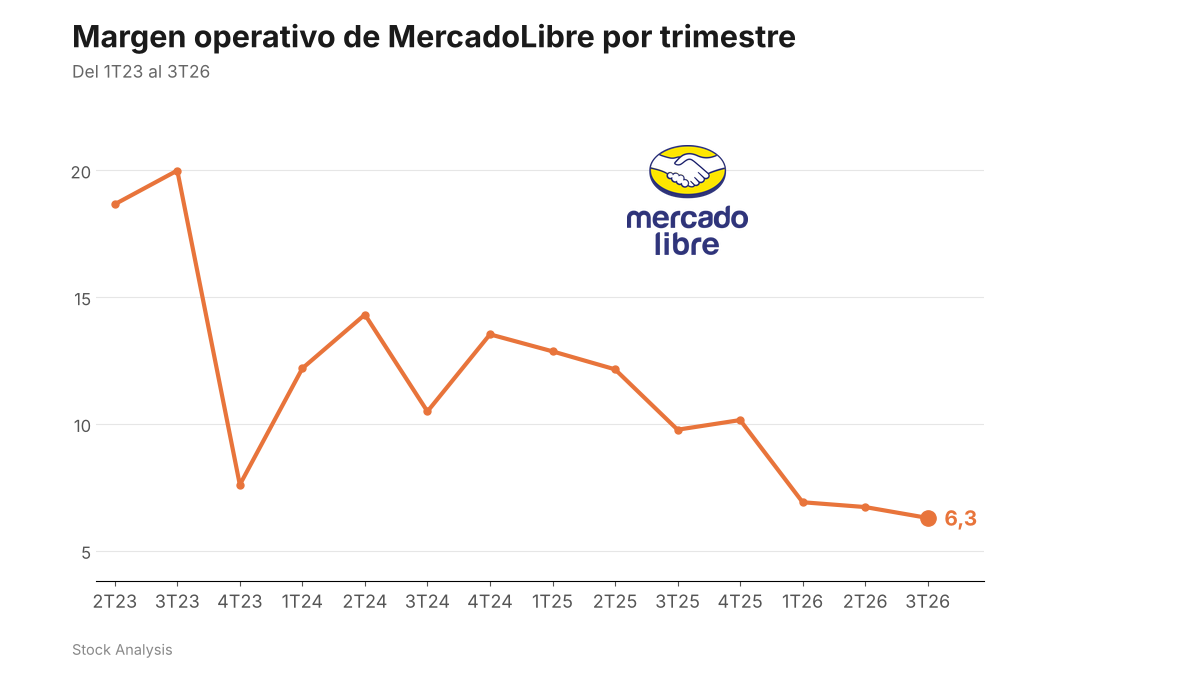 Margen operativo de MercadoLibre por trimestre
Del 1T23 al 3T26
20
15
10
5
mercado
libre
6,3
2T23 3T23 4T23 1T24 2T24 3T24 4T24 1T25 2T25 3T25 4T25 1T26 2T26 3T26
Stock Analysis